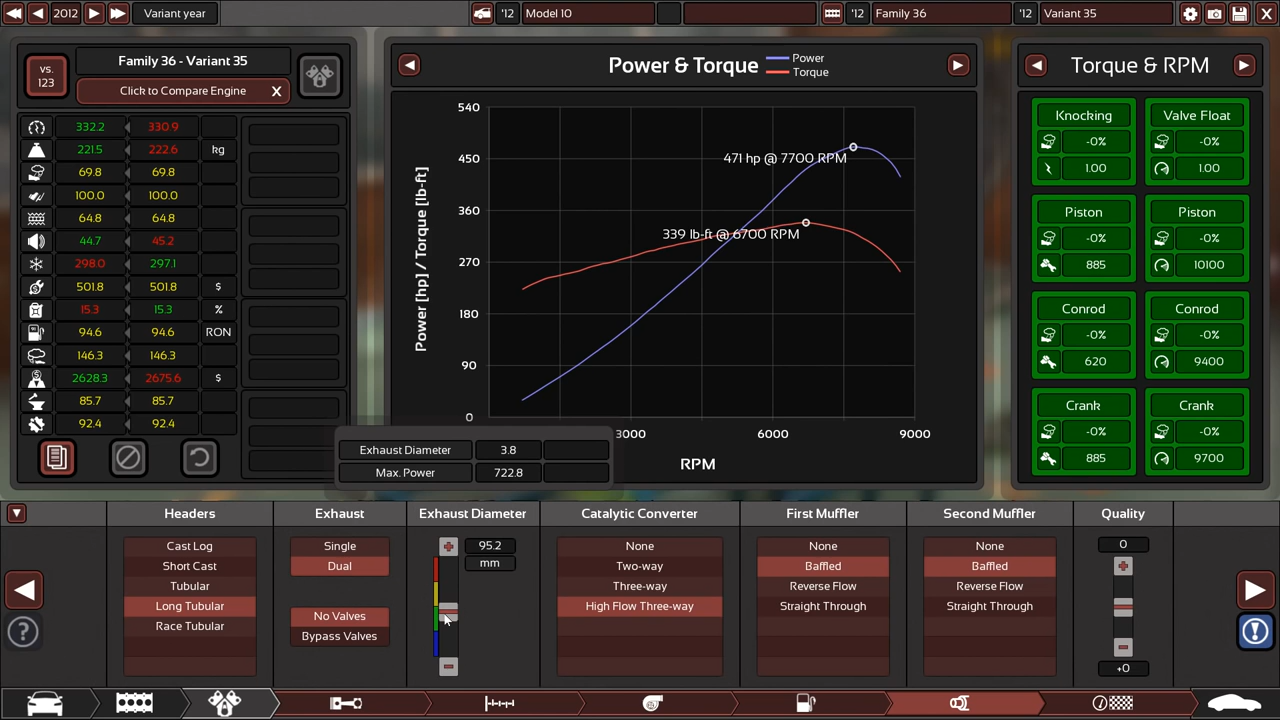 2012 Variant year '12 Model 10 '12 Family 36 '12 Variant 35
vs. 123
Family 36 - Variant 35
Click to Compare Engine X
332.2 330.9
221.5 222.6 kg
69.8 69.8
100.0 100.0
64.8 64.8
44.7 45.2
298.0 297.1
501.8 501.8 $
15.3 15.3 %
94.6 94.6 RON
146.3 146.3
2628.3 2675.6 $
85.7 85.7
92.4 92.4
Power & Torque
Power
Torque
Power [hp] / Torque [lb-ft]
540
450
360
270
180
90
0
471 hp @ 7700 RPM
339 lb-ft @ 6700 RPM
3000 6000 9000
RPM
Exhaust Diameter 3.8
Max. Power 722.8
Torque & RPM
Knocking Valve Float
-0% -0%
1.00 1.00
Piston Piston
-0% -0%
885 10100
Conrod Conrod
-0% -0%
620 9400
Crank Crank
-0% -0%
885 9700
Headers
Cast Log
Short Cast
Tubular
Long Tubular
Race Tubular
Exhaust
Single
Dual
No Valves
Bypass Valves
Exhaust Diameter
95.2
mm
Catalytic Converter
None
Two-way
Three-way
High Flow Three-way
First Muffler
None
Baffled
Reverse Flow
Straight Through
Second Muffler
None
Baffled
Reverse Flow
Straight Through
Quality
0
+0